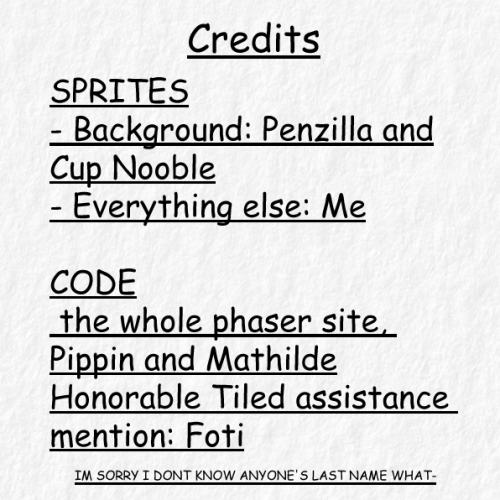 Credits
SPRITES
- Background: Penzilla and
Cup Nooble
- Everything else: Me
CODE
the whole phaser site,
Pippin and Mathilde
Honorable Tiled assistance
mention: Foti
IM SORRY I DONT KNOW ANYONE'S LAST NAME WHAT-